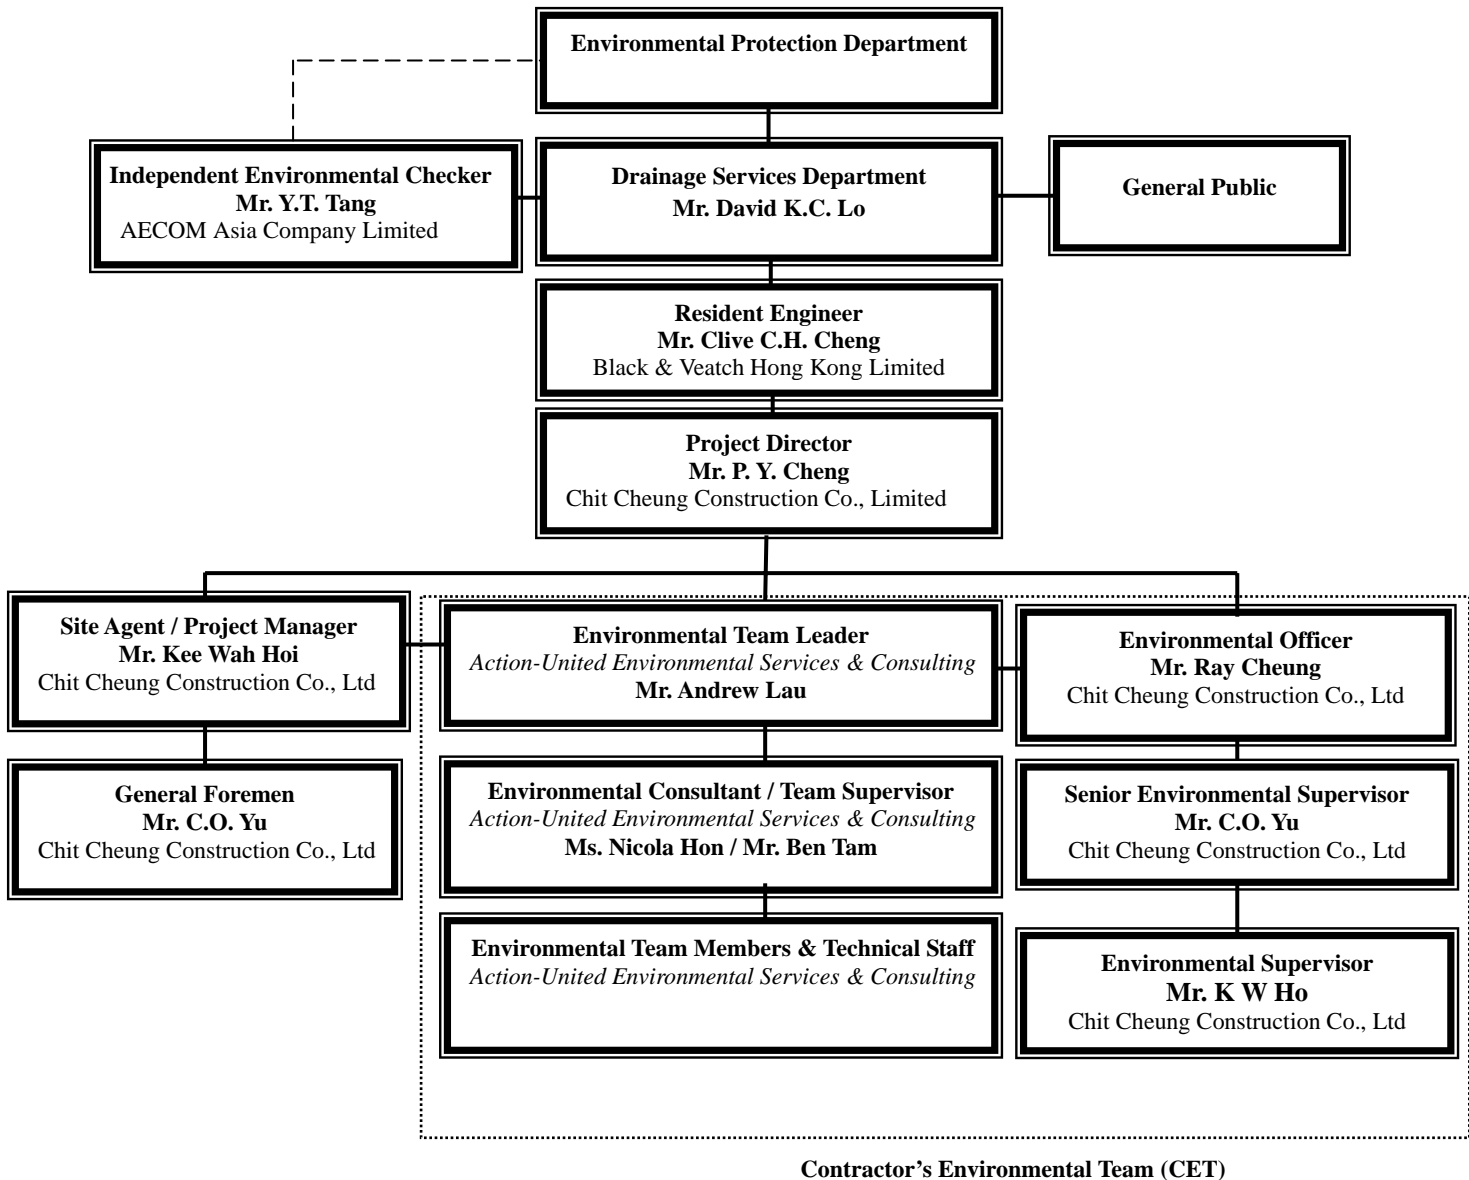 Environmental Protection Department
Independent Environmental Checker
Mr. Y.T. Tang
AECOM Asia Company Limited
Drainage Services Department
Mr. David K.C. Lo
General Public
Resident Engineer
Mr. Clive C.H. Cheng
Black & Veatch Hong Kong Limited
Project Director
Mr. P. Y. Cheng
Chit Cheung Construction Co., Limited
Site Agent / Project Manager
Mr. Kee Wah Hoi
Chit Cheung Construction Co., Ltd
Environmental Team Leader
Action-United Environmental Services & Consulting
Mr. Andrew Lau
Environmental Officer
Mr. Ray Cheung
Chit Cheung Construction Co., Ltd
General Foremen
Mr. C.O. Yu
Chit Cheung Construction Co., Ltd
Environmental Consultant / Team Supervisor
Action-United Environmental Services & Consulting
Ms. Nicola Hon / Mr. Ben Tam
Senior Environmental Supervisor
Mr. C.O. Yu
Chit Cheung Construction Co., Ltd
Environmental Team Members & Technical Staff
Action-United Environmental Services & Consulting
Environmental Supervisor
Mr. K W Ho
Chit Cheung Construction Co., Ltd
Contractor’s Environmental Team (CET)